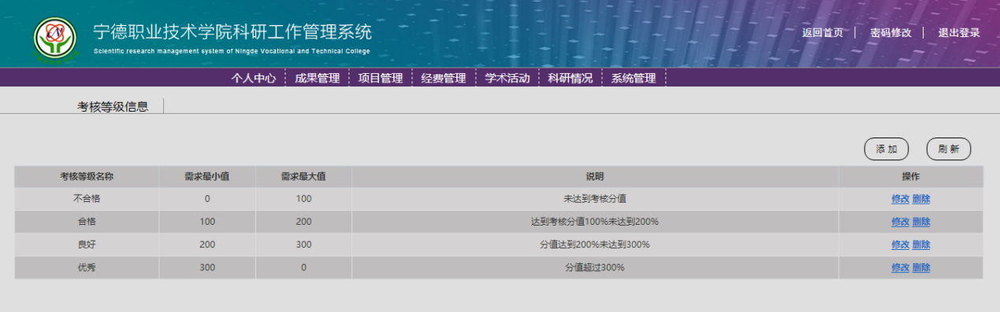 宁德职业技术学院科研工作管理系统
Scientific research management system of Ningde Vocational and Technical College
返回首页 密码修改 退出登录
个人中心 成果管理 项目管理 经费管理 学术活动 科研情况 系统管理
考核等级信息
添 加 刷 新
考核等级名称 需求最小值 需求最大值 说明 操作
不合格 0 100 未达到考核分值 修改 删除
合格 100 200 达到考核分值100%未达到200% 修改 删除
良好 200 300 分值达到200%未达到300% 修改 删除
优秀 300 0 分值超过300% 修改 删除